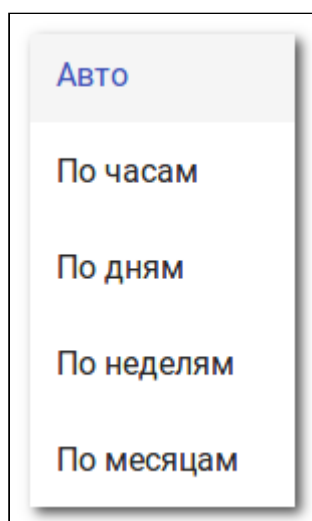 Авто
По часам
По дням
По неделям
По месяцам